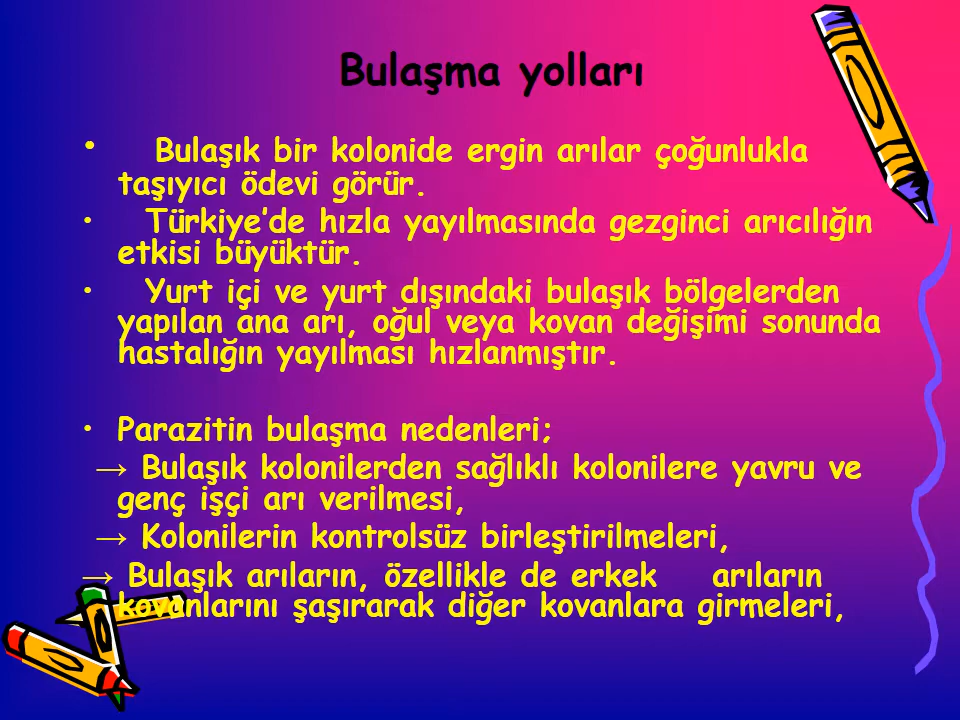 Bulaşma yolları
• Bulaşık bir kolonide ergin arılar çoğunlukla
taşıyıcı ödevi görür.
• Türkiye'de hızla yayılmasında gezginci arıcılığın
etkisi büyüktür.
• Yurt içi ve yurt dışındaki bulaşık bölgelerden
yapılan ana arı, oğul veya kovan değişimi sonunda
hastalığın yayılması hızlanmıştır.
• Parazitin bulaşma nedenleri;
→ Bulaşık kolonilerden sağlıklı kolonilere yavru ve
genç işçi arı verilmesi,
→ Kolonilerin kontrolsüz birleştirilmeleri,
→ Bulaşık arıların, özellikle de erkek arıların
kovanlarını şaşırarak diğer kovanlara girmeleri,